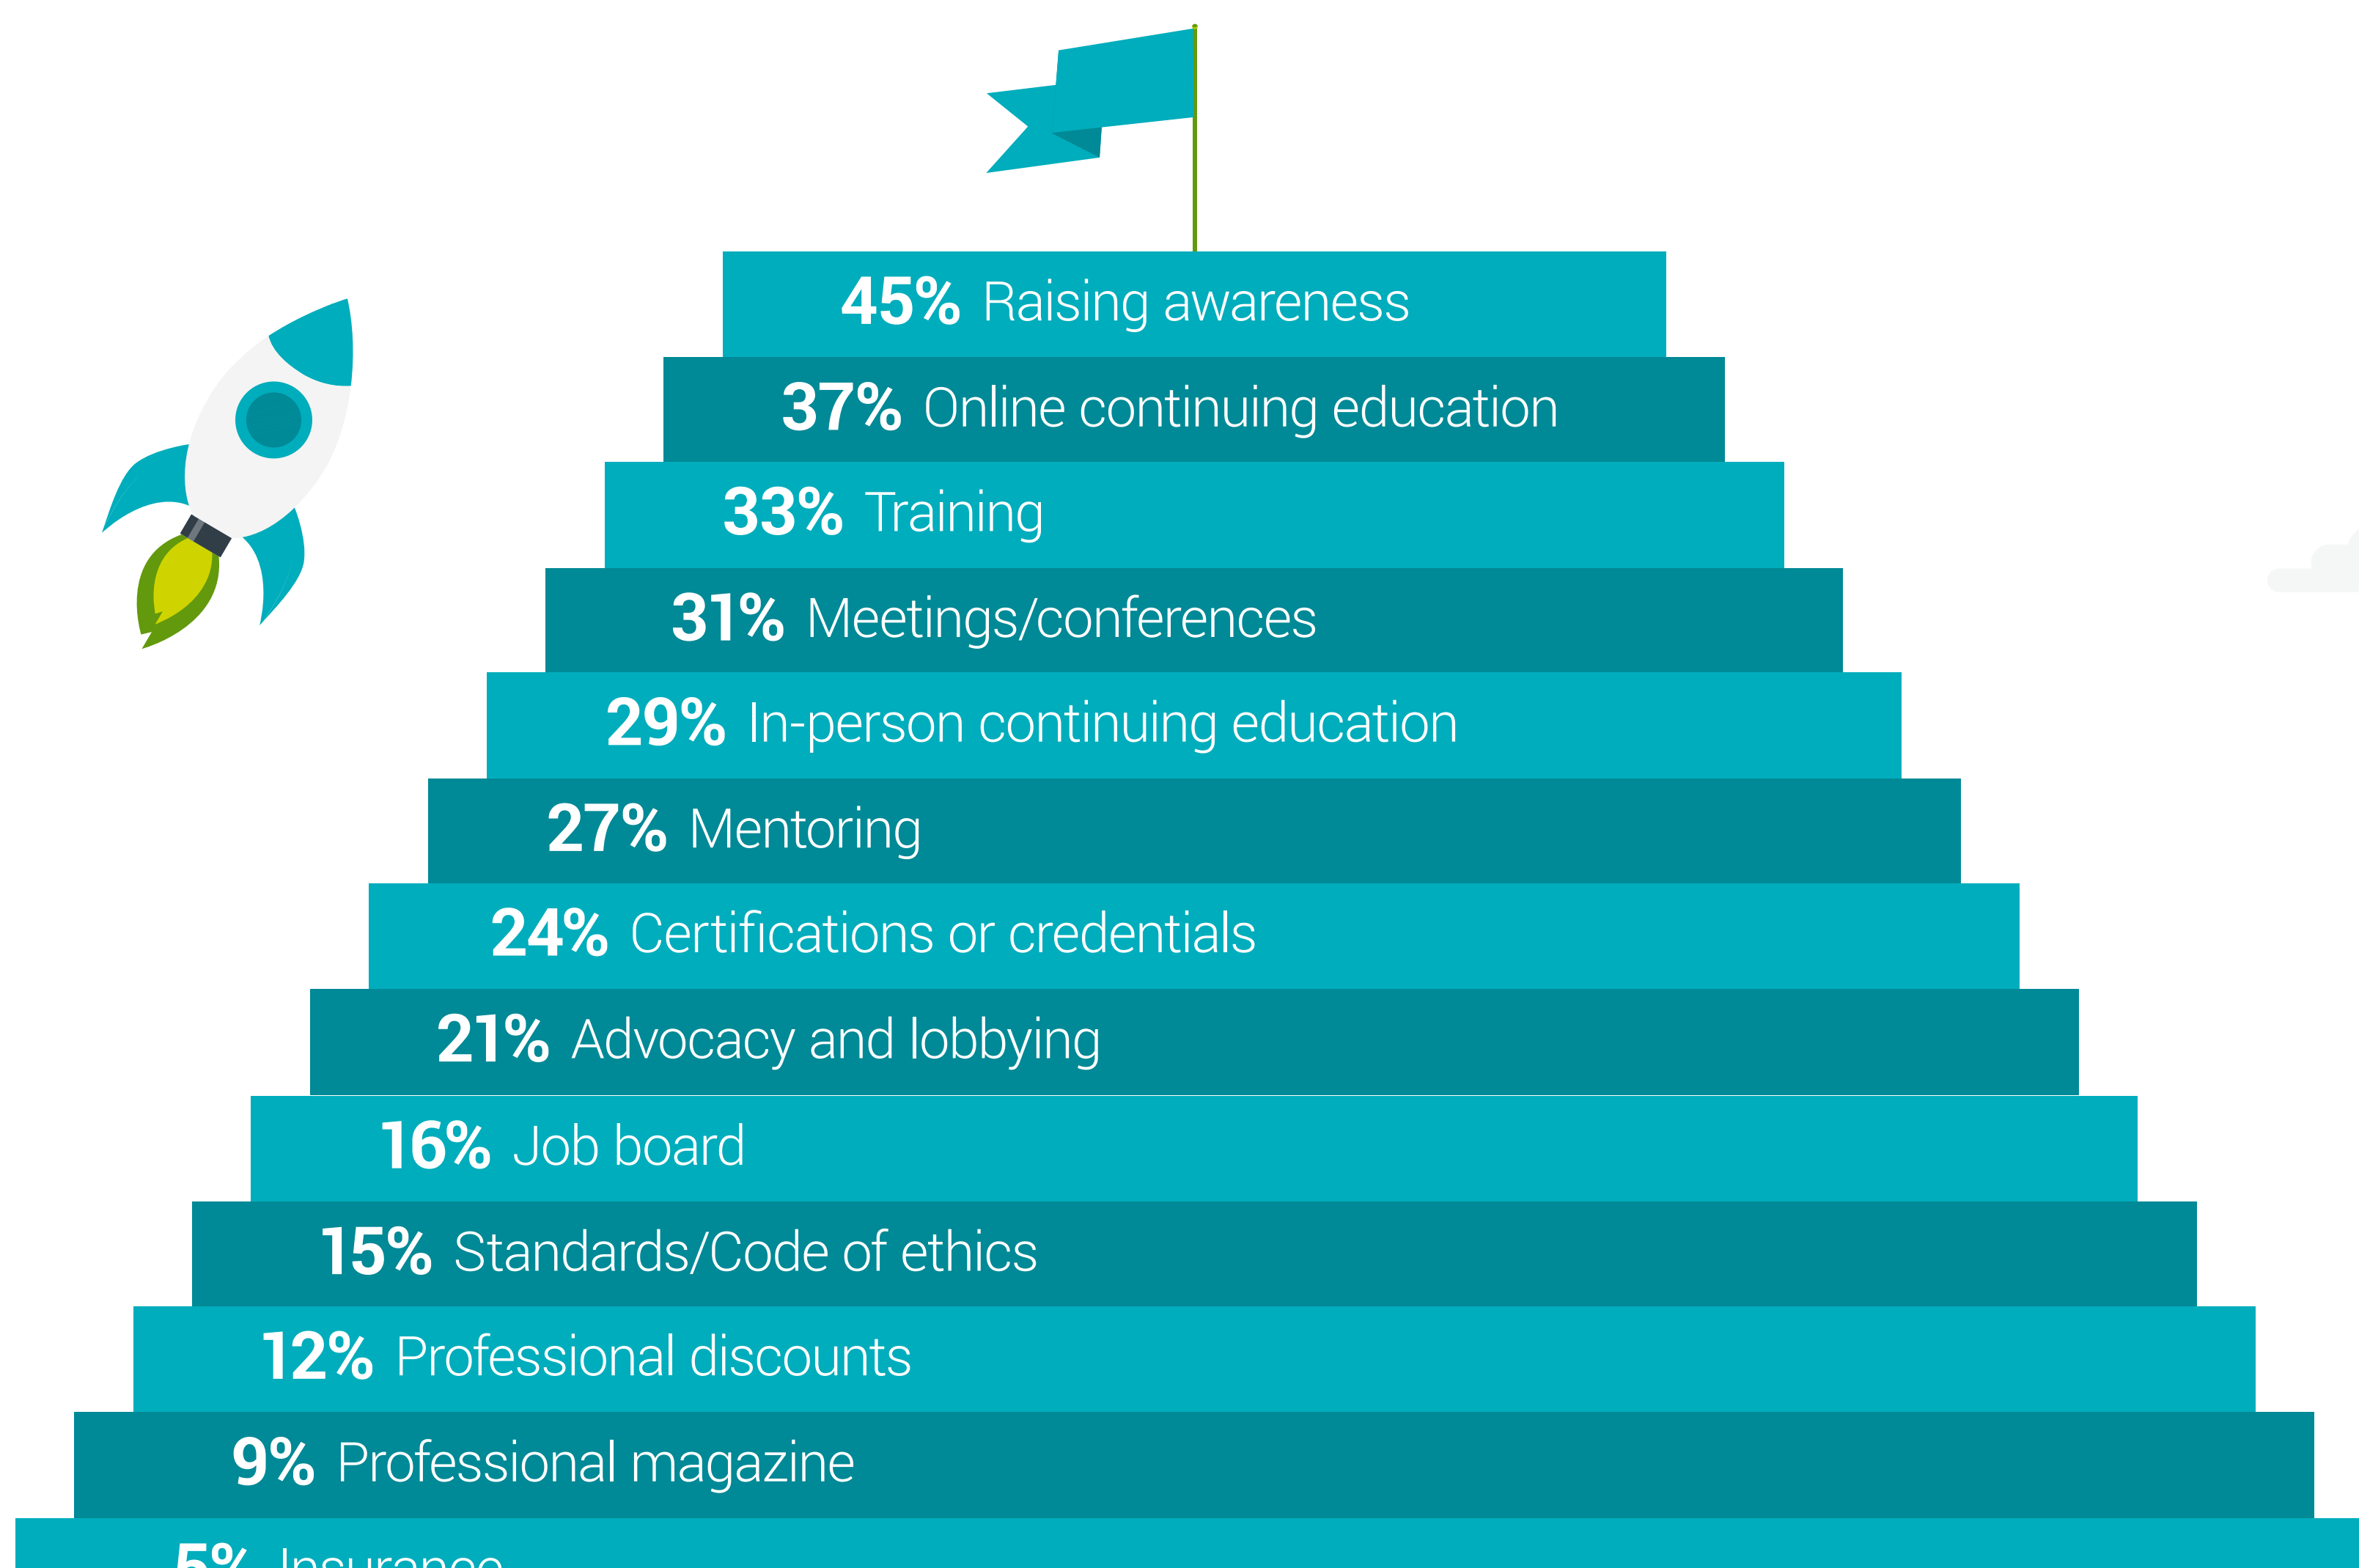 45% Raising awareness
37% Online continuing education
33% Training
31% Meetings/conferences
29% In-person continuing education
27% Mentoring
24% Certifications or credentials
21% Advocacy and lobbying
16% Job board
15% Standards/Code of ethics
12% Professional discounts
9% Professional magazine
5% Insurance